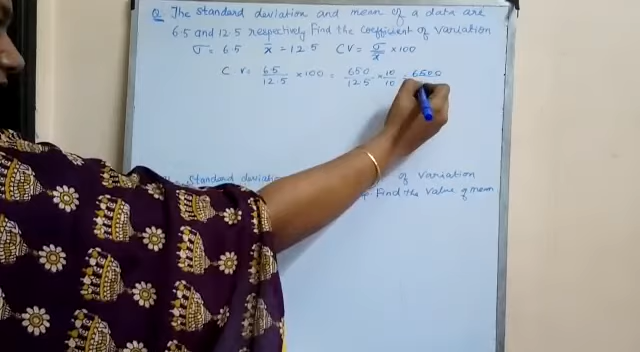 Q The standard deviation and mean of a data are
6.5 and 12.5 respectively Find the Coefficient of variation
σ = 6.5 x̄ = 12.5 CV = σ/x̄ × 100
C V = 6.5/12.5 × 100 = 650/12.5 × 10/10 = 6500
Standard deviation of variation
Find the value of mean